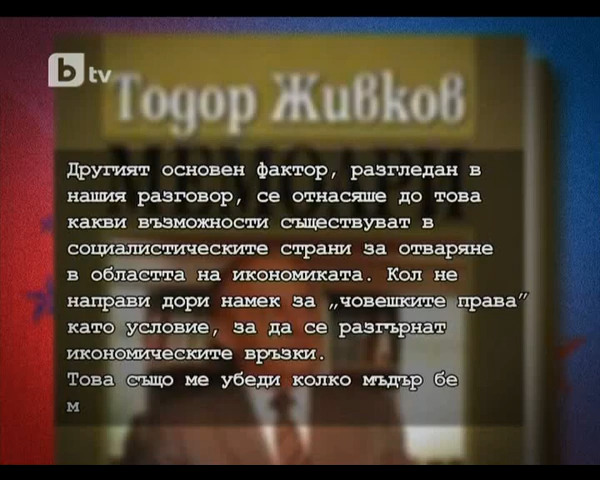 btv
Тодор Живков
МЕМОАРИ
Другият основен фактор, разгледан в
нашия разговор, се отнасяше до това
какви възможности съществуват в
социалистическите страни за отваряне
в областта на икономиката. Кол не
направи дори намек за „човешките права”
като условие, за да се разгърнат
икономическите връзки.
Това също ме убеди колко мъдър бе
м